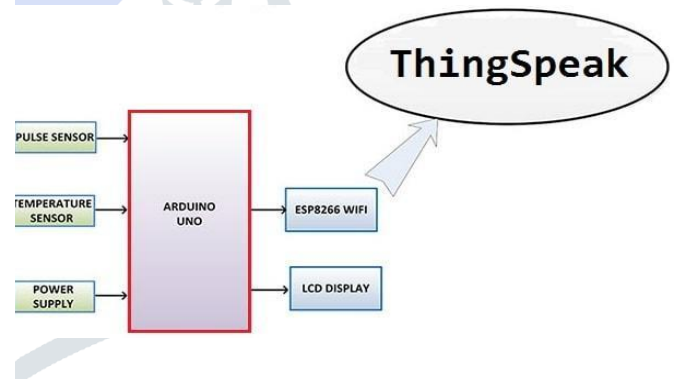 ThingSpeak
PULSE SENSOR
TEMPERATURE
SENSOR
POWER
SUPPLY
ARDUINO
UNO
ESP8266 WIFI
LCD DISPLAY